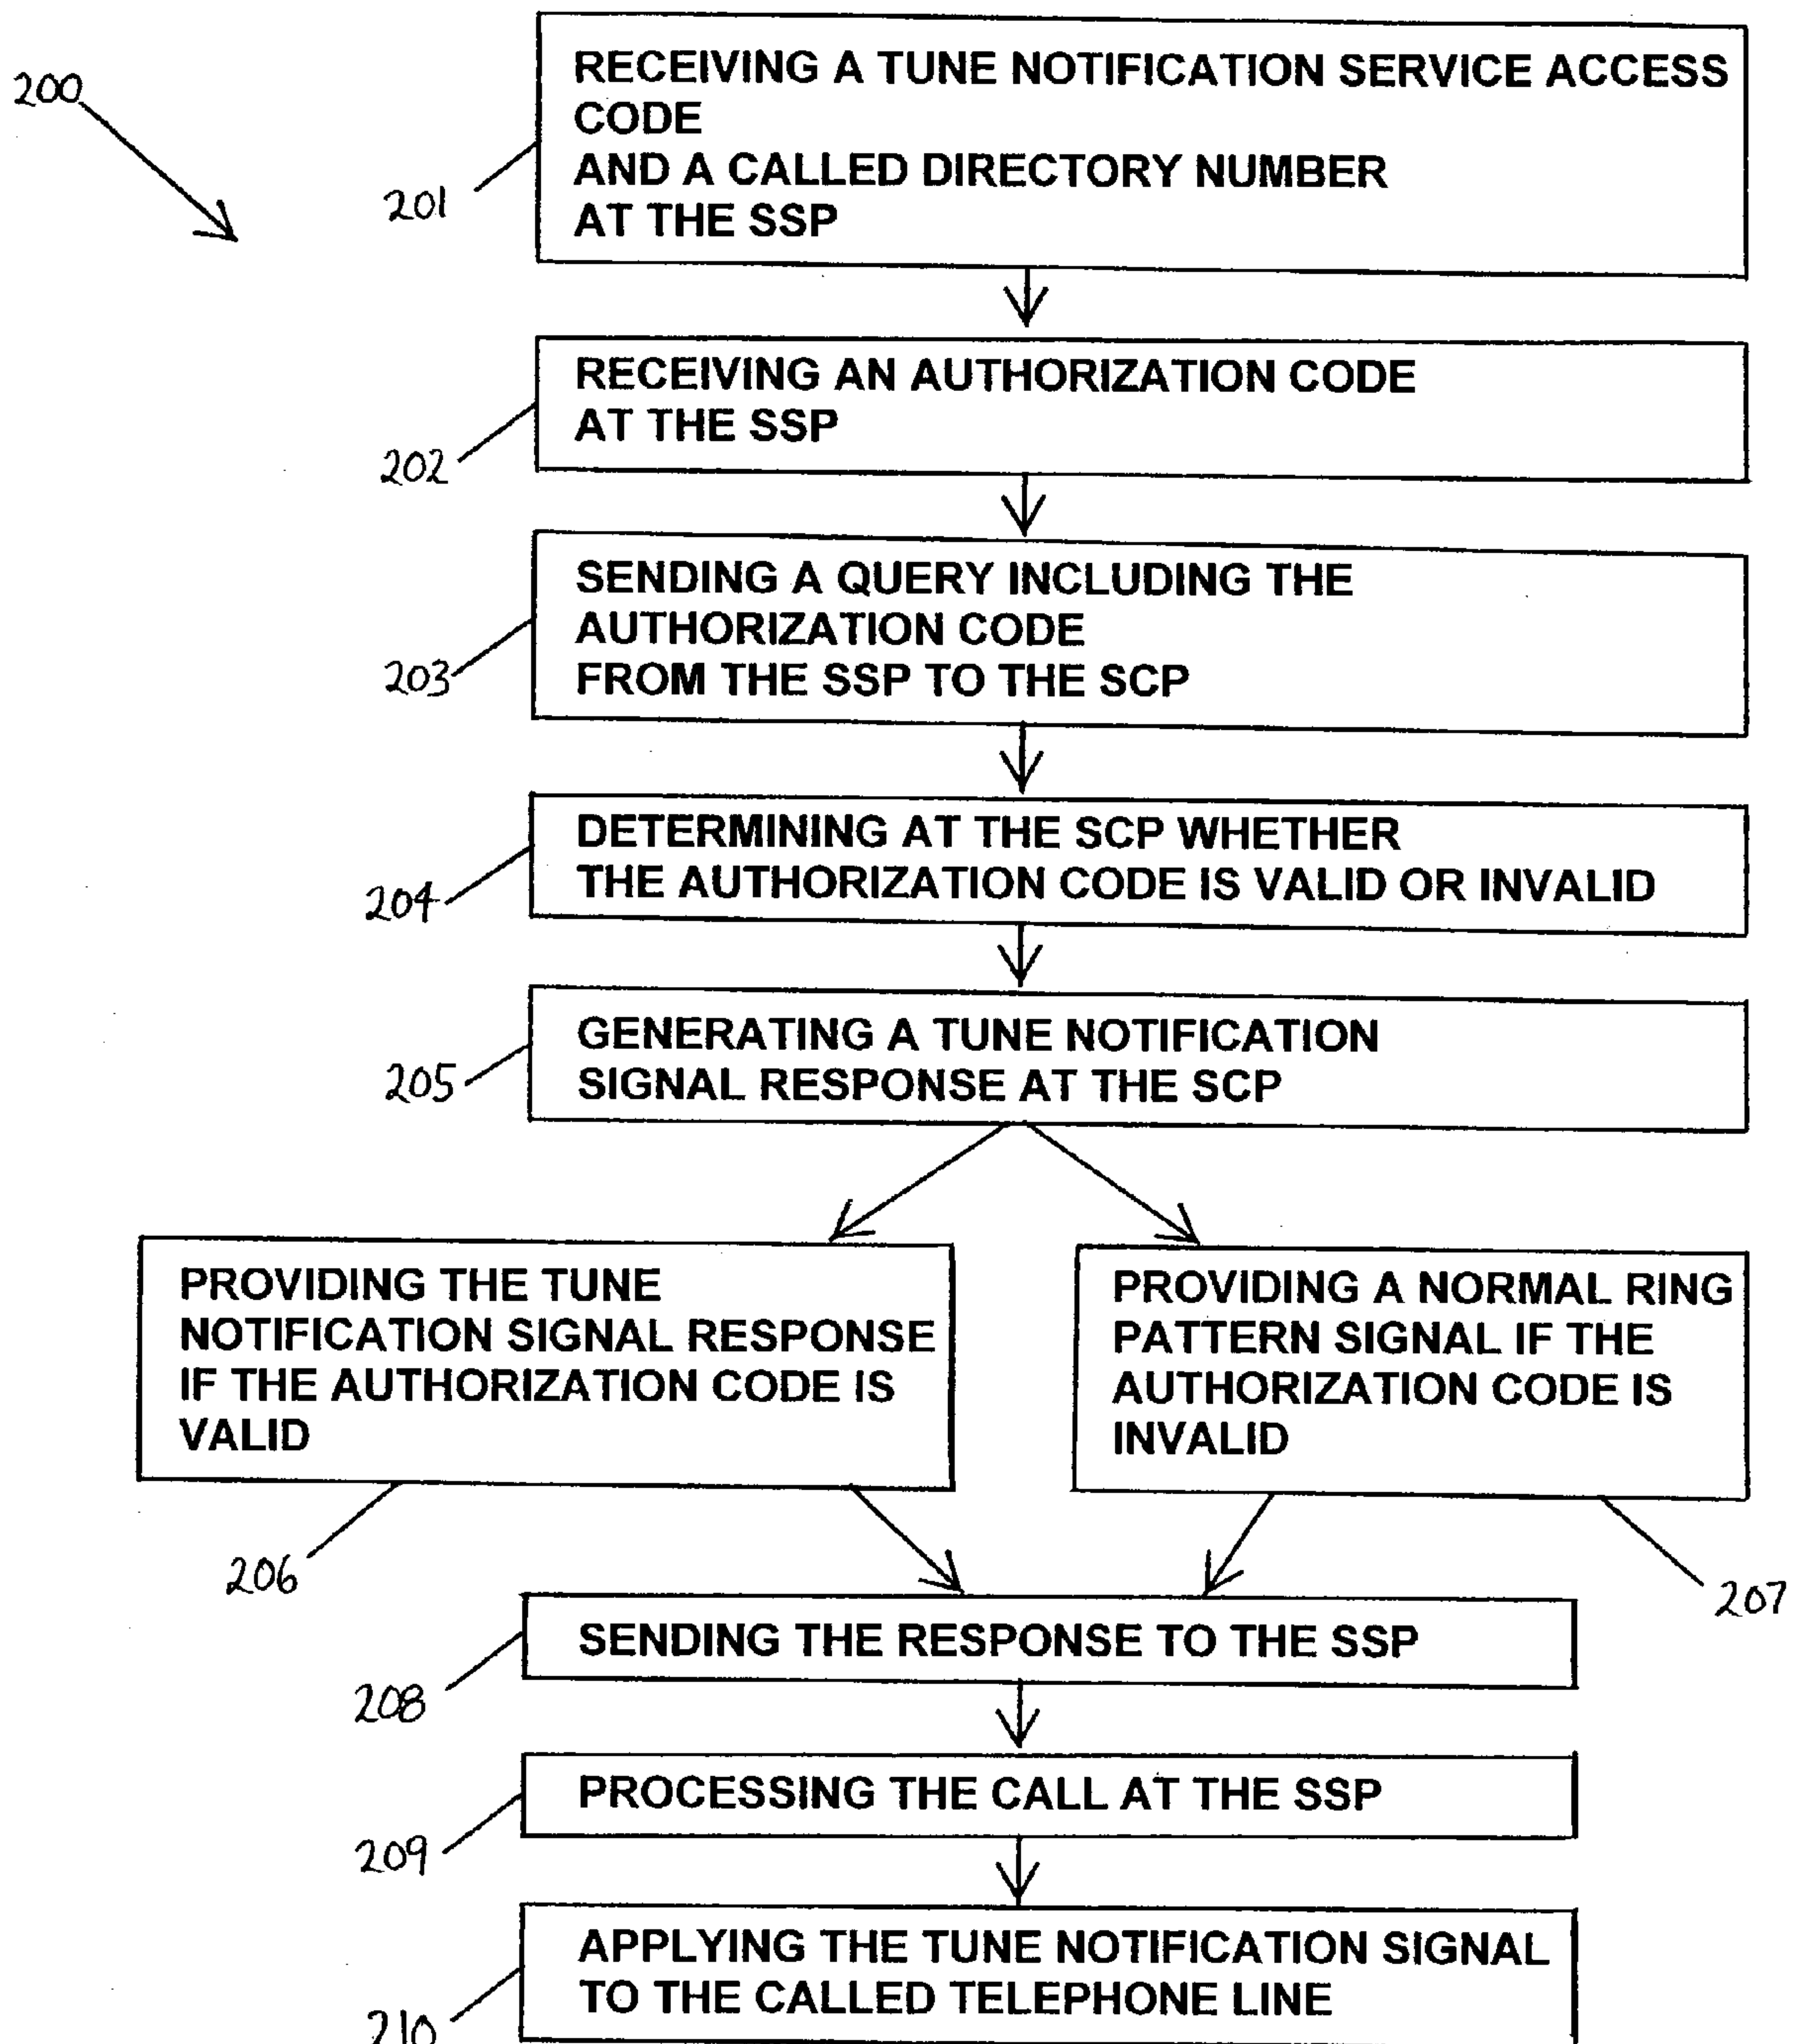 200
RECEIVING A TUNE NOTIFICATION SERVICE ACCESS
CODE
AND A CALLED DIRECTORY NUMBER
AT THE SSP
201
RECEIVING AN AUTHORIZATION CODE
AT THE SSP
202
SENDING A QUERY INCLUDING THE
AUTHORIZATION CODE
FROM THE SSP TO THE SCP
203
DETERMINING AT THE SCP WHETHER
THE AUTHORIZATION CODE IS VALID OR INVALID
204
GENERATING A TUNE NOTIFICATION
SIGNAL RESPONSE AT THE SCP
205
PROVIDING THE TUNE
NOTIFICATION SIGNAL RESPONSE
IF THE AUTHORIZATION CODE IS
VALID
206
PROVIDING A NORMAL RING
PATTERN SIGNAL IF THE
AUTHORIZATION CODE IS
INVALID
207
SENDING THE RESPONSE TO THE SSP
208
PROCESSING THE CALL AT THE SSP
209
APPLYING THE TUNE NOTIFICATION SIGNAL
TO THE CALLED TELEPHONE LINE
210